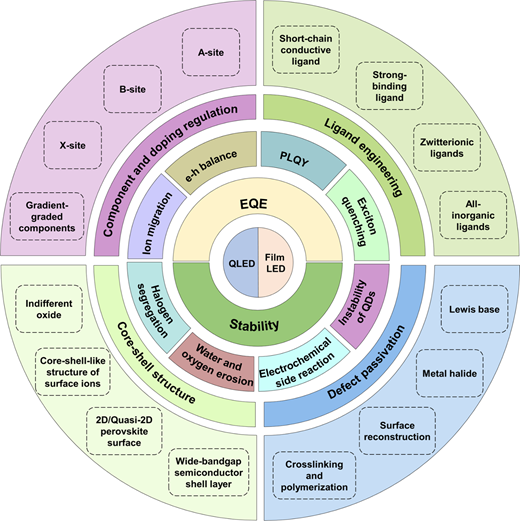 A-site
B-site
X-site
Gradient-
graded
components
Short-chain
conductive
ligand
Strong-
binding
ligand
Zwitterionic
ligands
All-
inorganic
ligands
Component and doping regulation
Ligand engineering
e-h balance
PLQY
Ion migration
Exciton
quenching
EQE
QLED
Film
LED
Stability
Halogen
segregation
Instability
of QDs
Water and
oxygen erosion
Electrochemical
side reaction
Core-shell structure
Defect passivation
Indifferent
oxide
Core-shell-like
structure of
surface ions
2D/Quasi-2D
perovskite
surface
Wide-bandgap
semiconductor
shell layer
Lewis base
Metal halide
Surface
reconstruction
Crosslinking and
polymerization